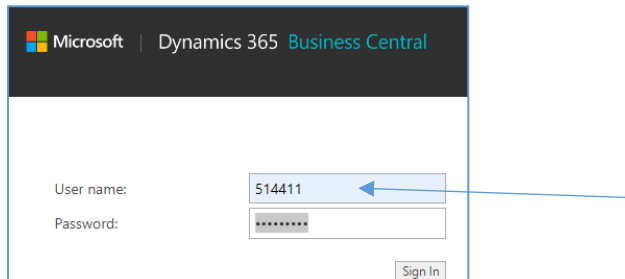 Microsoft | Dynamics 365 Business Central
User name: 514411
Password: •••••••••
Sign In